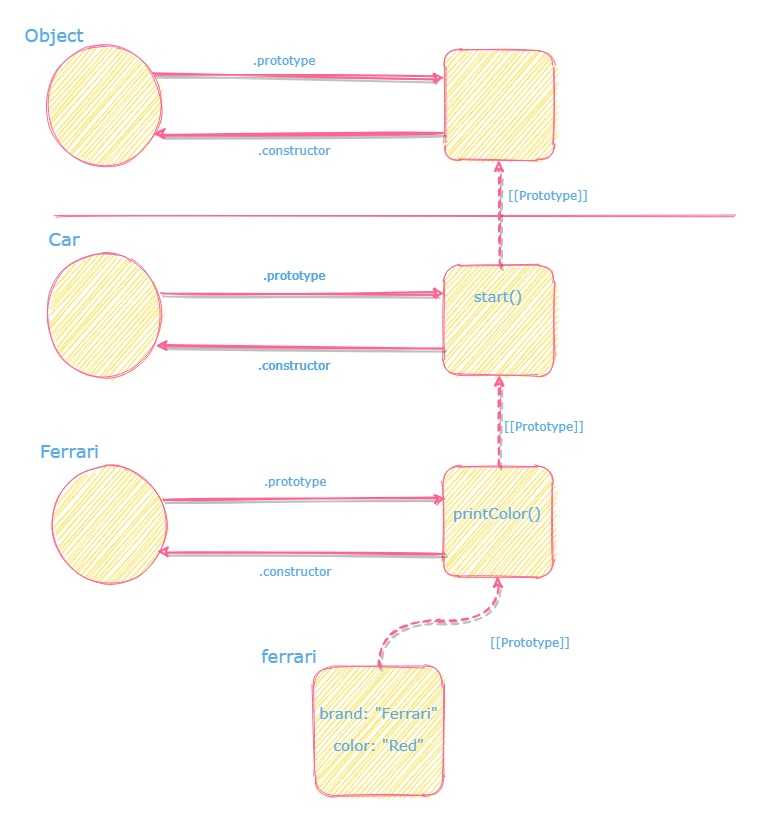 Object
.prototype
.constructor
[[Prototype]]
Car
.prototype
start()
.constructor
[[Prototype]]
Ferrari
.prototype
printColor()
.constructor
[[Prototype]]
ferrari
brand: "Ferrari"
color: "Red"